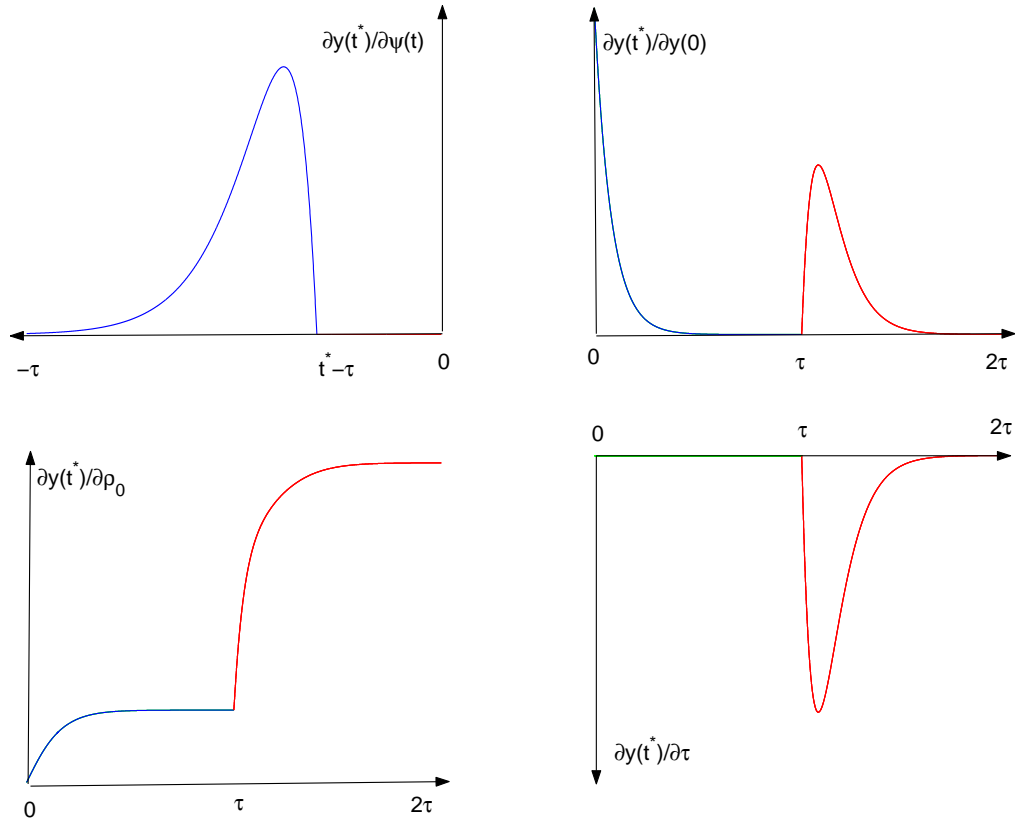 ∂y(t*)/∂ψ(t)
−τ
t*−τ
0
∂y(t*)/∂y(0)
0
τ
2τ
∂y(t*)/∂ρ₀
0
τ
2τ
0
τ
2τ
∂y(t*)/∂τ